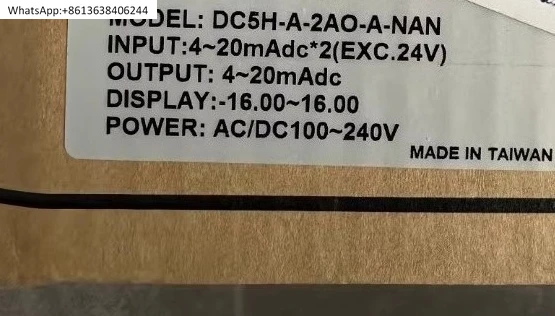 WhatsApp:+8613638406244
MODEL: DC5H-A-2AO-A-NAN
INPUT:4~20mAdc*2(EXC.24V)
OUTPUT: 4~20mAdc
DISPLAY:-16.00~16.00
POWER: AC/DC100~240V
MADE IN TAIWAN